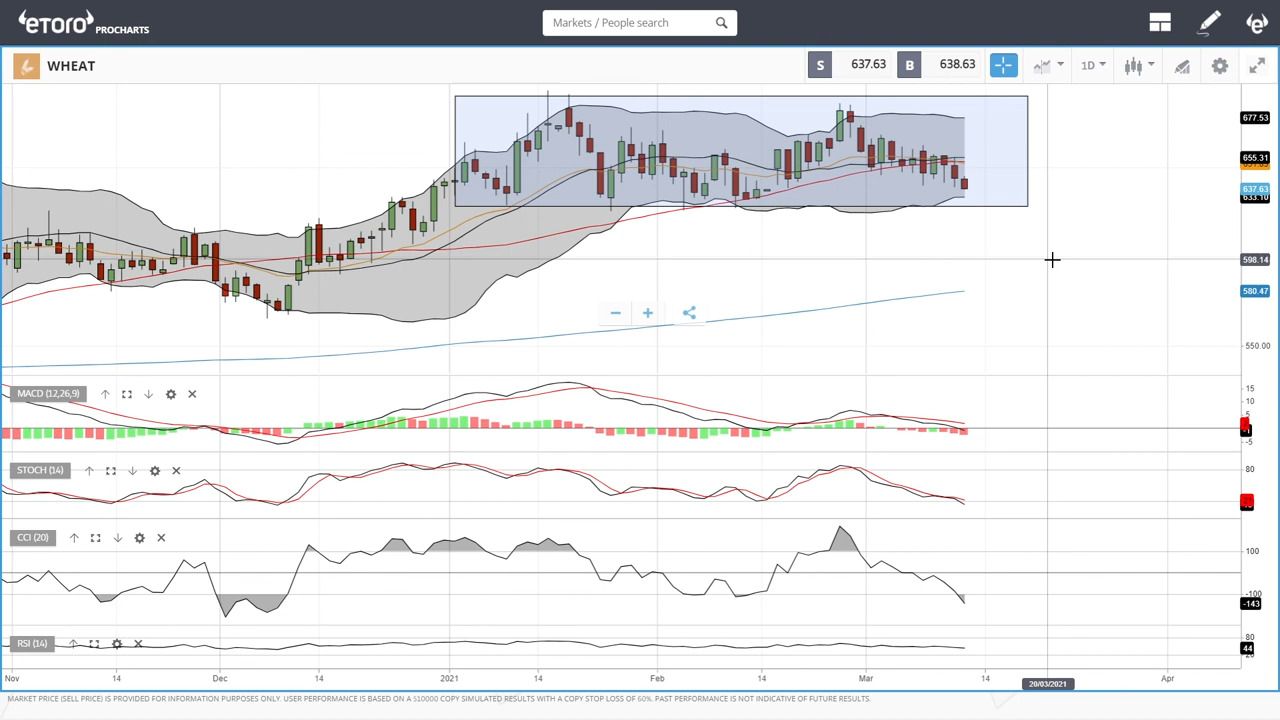 eToro PROCHARTS
Markets / People search
WHEAT
S 637.63 B 638.63 1D
677.53
655.31
637.63
633.10
598.14
580.47
550.00
MACD (12,26,9)
15
10
5
-5
STOCH (14)
80
CCI (20)
100
-100
-143
RSI (14)
80
44
Nov 14 Dec 14 2021 14 Feb 14 Mar 14 Apr
20/03/2021
MARKET PRICE (SELL PRICE) IS PROVIDED FOR INFORMATION PURPOSES ONLY. USER PERFORMANCE IS BASED ON A $10000 COPY SIMULATED RESULTS WITH A COPY STOP LOSS OF 60%. PAST PERFORMANCE IS NOT INDICATIVE OF FUTURE RESULTS.